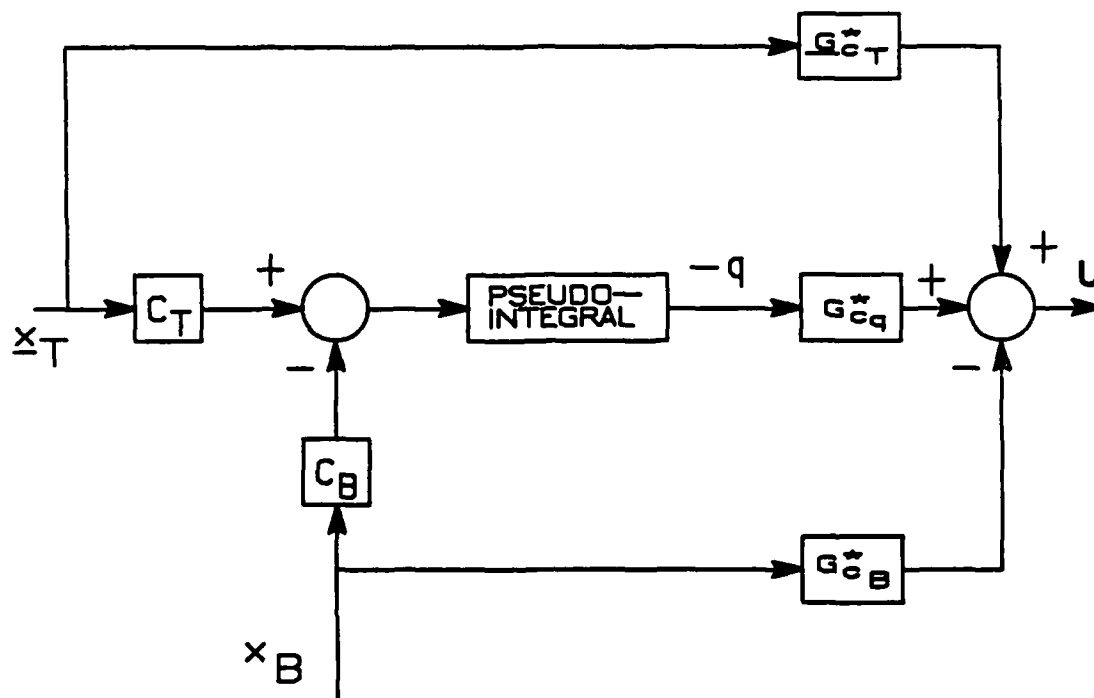 G*cT
+
+
-q
+
U
CT
PSEUDO-
INTEGRAL
G*cq
xT
-
-
CB
G*cB
xB